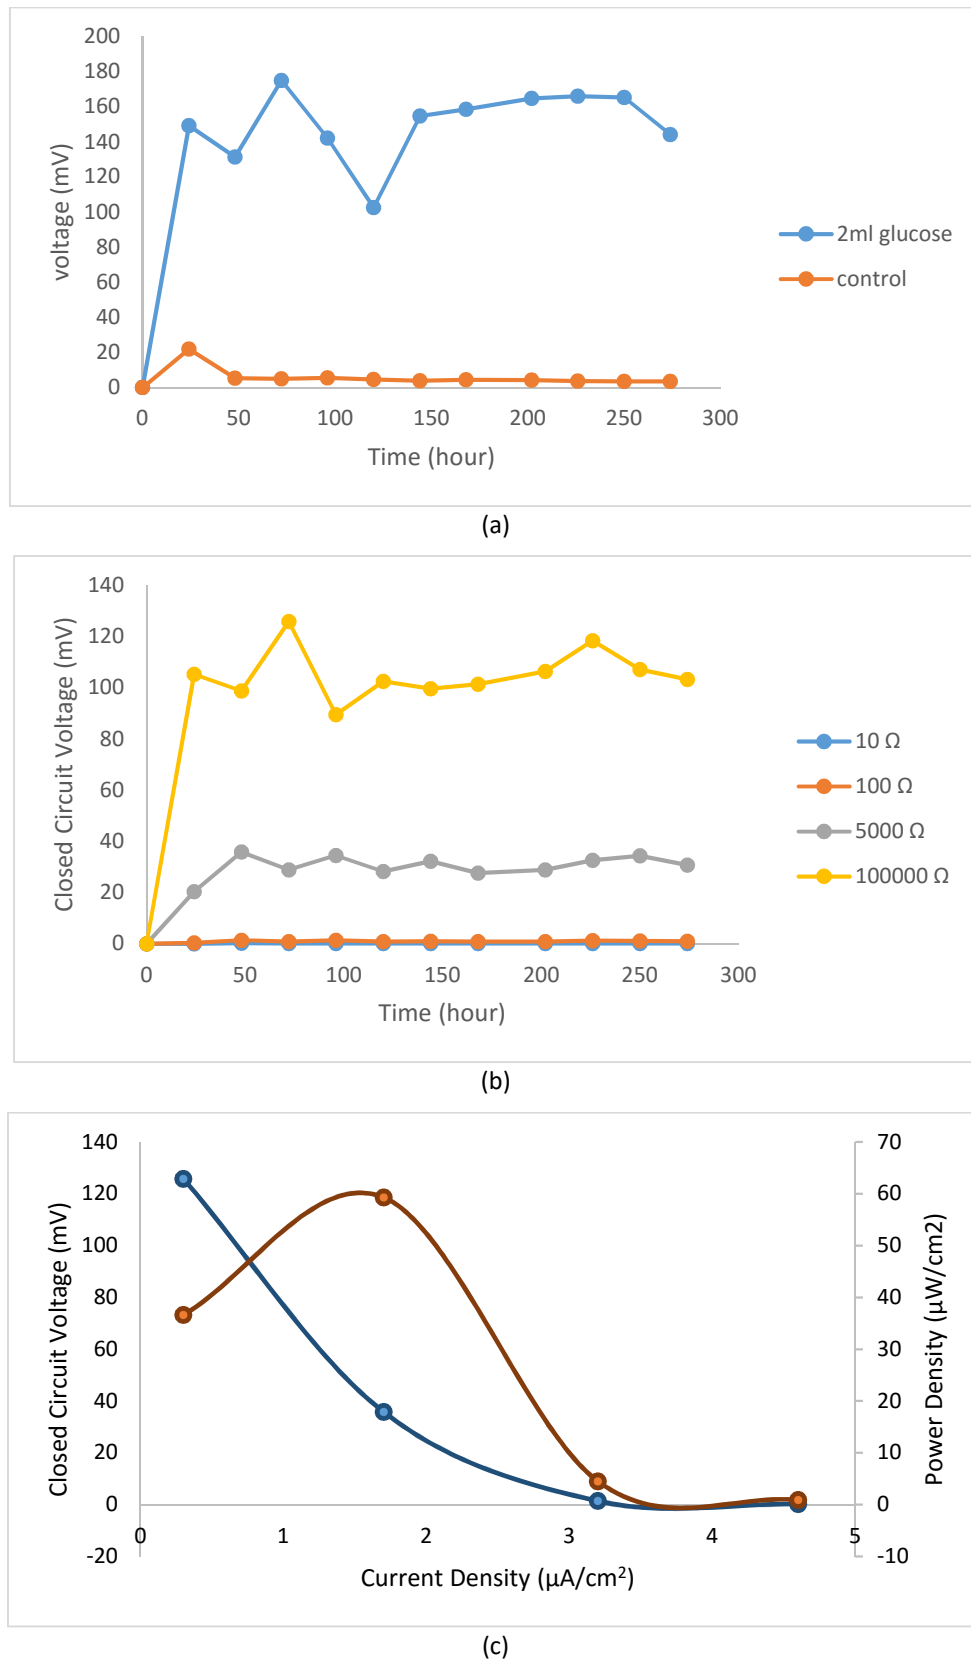 200
180
160
140
120
100
80
60
40
20
0
voltage (mV)
0 50 100 150 200 250 300
Time (hour)
2ml glucose
control
(a)
140
120
100
80
60
40
20
0
Closed Circuit Voltage (mV)
0 50 100 150 200 250 300
Time (hour)
10 Ω
100 Ω
5000 Ω
100000 Ω
(b)
140
120
100
80
60
40
20
0
-20
Closed Circuit Voltage (mV)
0 1 2 3 4 5
Current Density (µA/cm²)
70
60
50
40
30
20
10
0
-10
Power Density (µW/cm2)
(c)